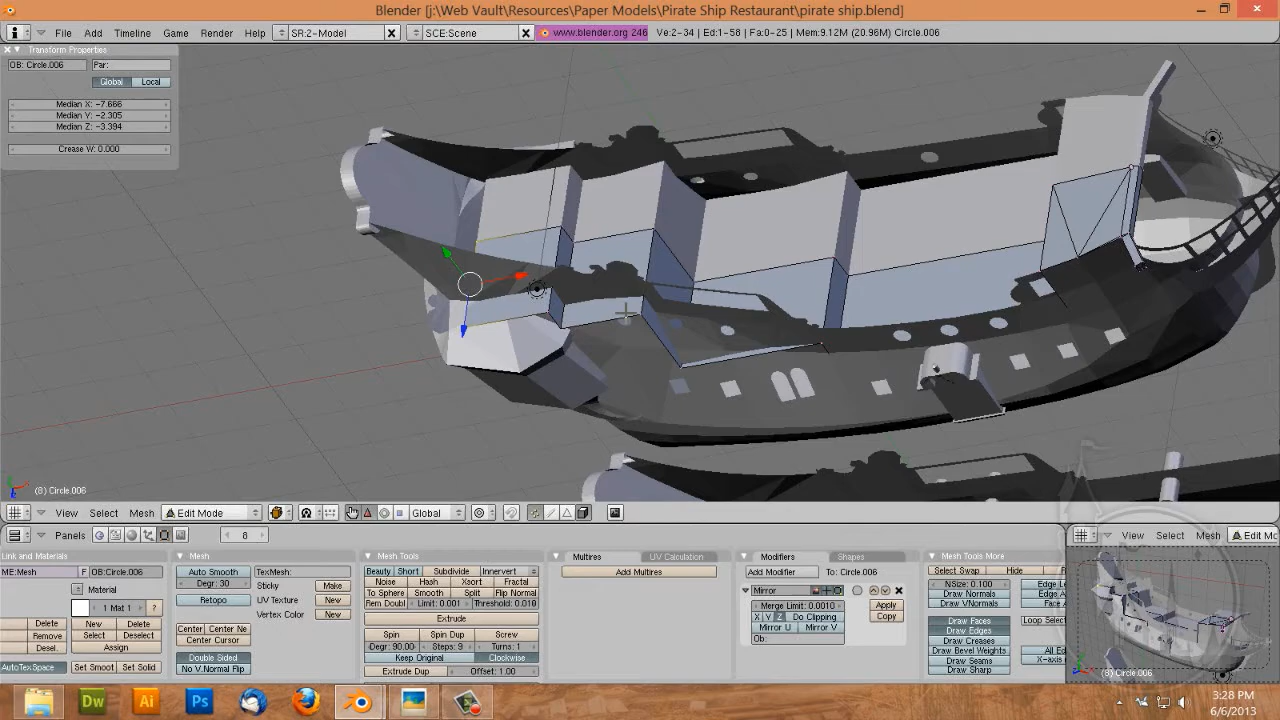 Blender [j:\Web Vault\Resources\Paper Models\Pirate Ship Restaurant\pirate ship.blend]
File Add Timeline Game Render Help SR:2-Model SCE:Scene www.blender.org 246 Ve:2-34 | Ed:1-58 | Fa:0-25 | Mem:9.12M (20.96M) Circle.006
Transform Properties
OB: Circle.006 Par:
Global Local
Median X: -7.666
Median Y: -2.305
Median Z: -3.394
Crease W: 0.000
(8) Circle.006
View Select Mesh Edit Mode Global
Panels 8 View Select Mesh Edit Mo
Link and Materials Mesh Mesh Tools Multires UV Calculation Modifiers Shapes Mesh Tools More
ME:Mesh OB:Circle.006 Auto Smooth TexMesh: Beauty Short Subdivide Innervert Add Multires Add Modifier To: Circle.006 Select Swap Hide
Material Degr: 30 Sticky Make Noise Hash Xsort Fractal Mirror NSize: 0.100 Edge L
1 Mat 1 ? Retopo UV Texture New To Sphere Smooth Split Flip Normal Merge Limit: 0.0010 Apply Draw Normals
Delete New Delete Vertex Color New Rem Doubl Limit: 0.001 Threshold: 0.010 X Y Z Do Clipping Copy Draw VNormals Face
Remove Select Deselect Center Center Ne Extrude Mirror U Mirror V Draw Faces Loop Select
Desel. Assign Center Cursor Spin Spin Dup Screw Ob: Draw Edges
Degr: 90.00 Steps: 9 Turns: 1 Draw Creases
Double Sided Keep Original Clockwise Draw Bevel Weights All Ed
AutoTexSpace Set Smoot Set Solid No V.Normal Flip Extrude Dup Offset: 1.00 Draw Seams X-axis
Draw Sharp (8) Circle.006
Dw Ai Ps 3:28 PM
6/6/2013